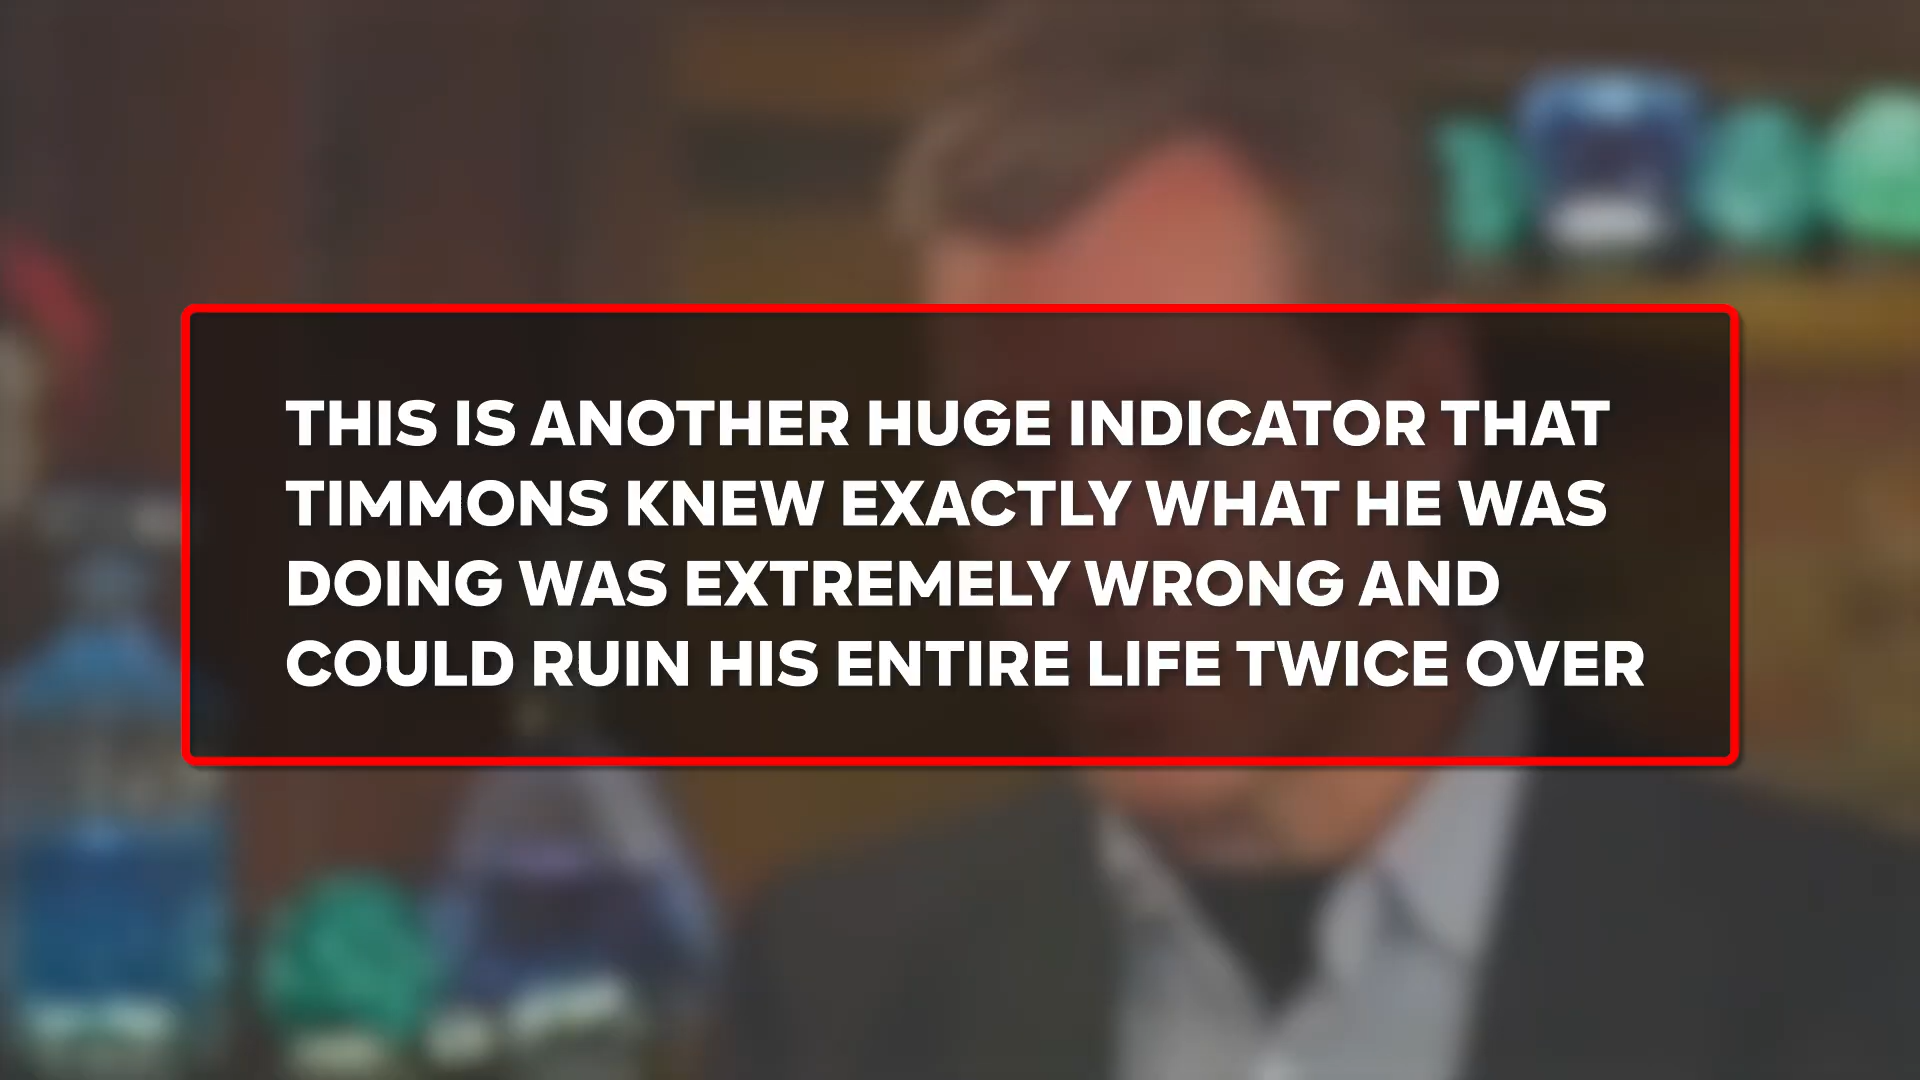 THIS IS ANOTHER HUGE INDICATOR THAT
TIMMONS KNEW EXACTLY WHAT HE WAS
DOING WAS EXTREMELY WRONG AND
COULD RUIN HIS ENTIRE LIFE TWICE OVER